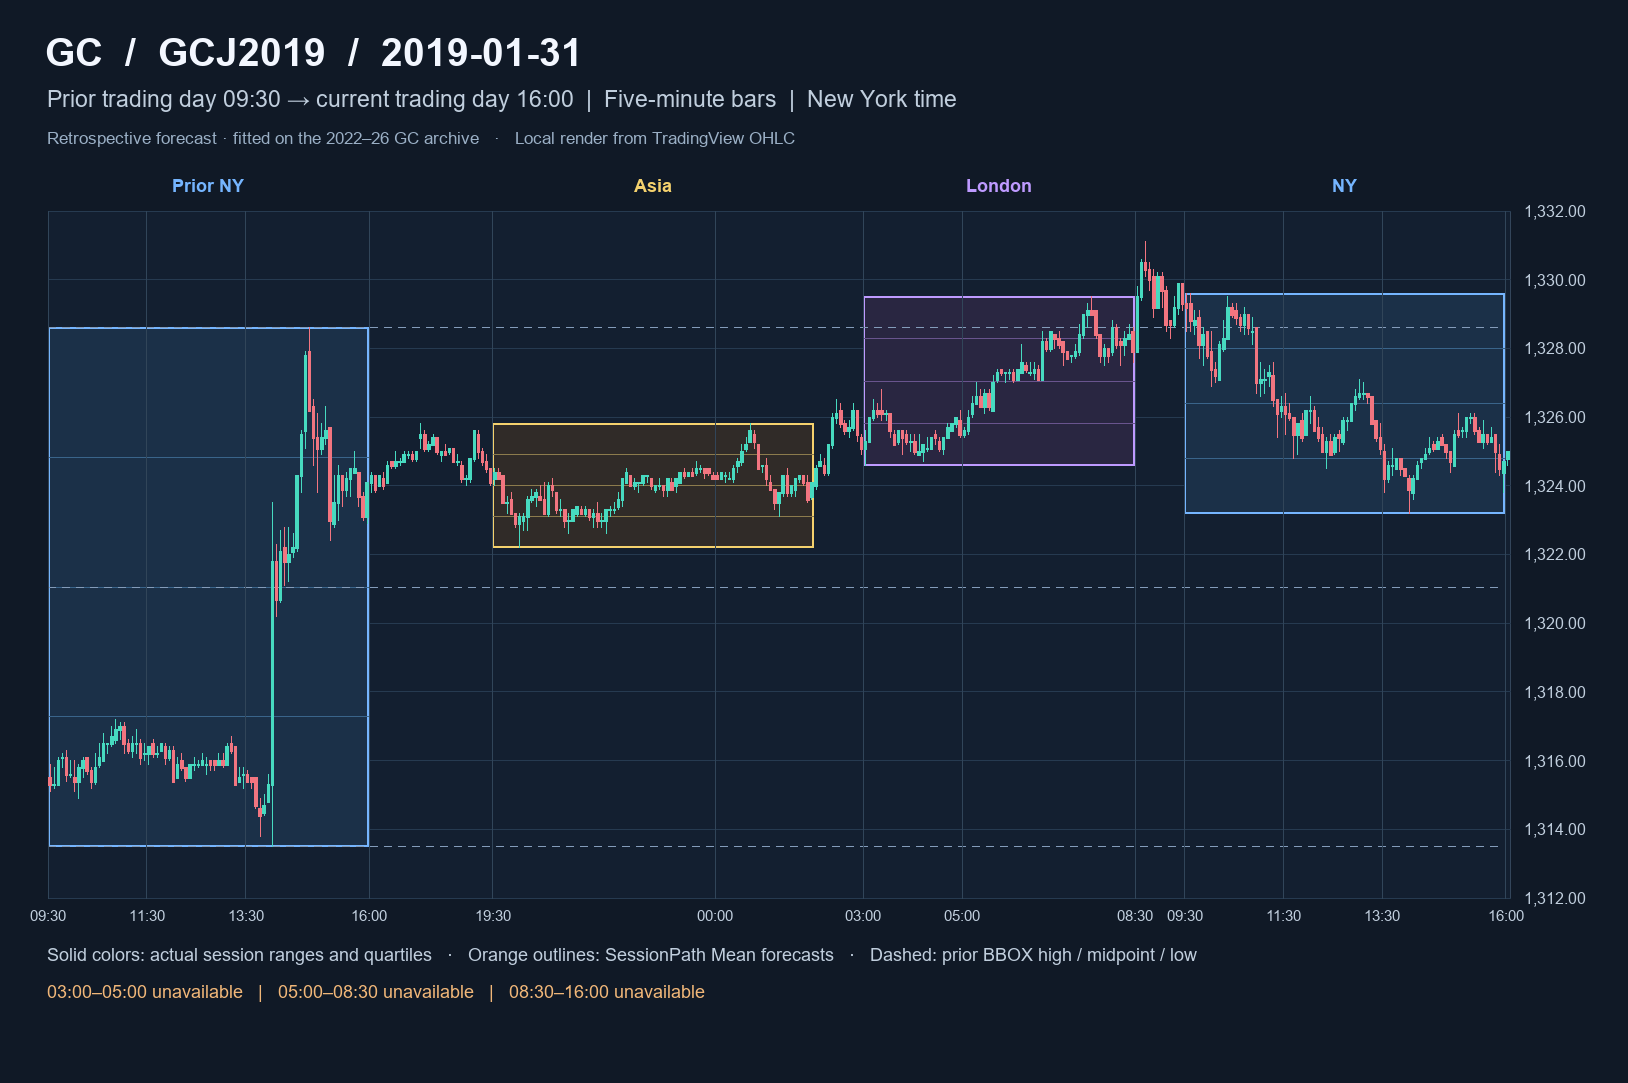 GC / GCJ2019 / 2019-01-31
Prior trading day 09:30 → current trading day 16:00 | Five-minute bars | New York time
Retrospective forecast · fitted on the 2022–26 GC archive · Local render from TradingView OHLC
Prior NY Asia London NY
1,332.00
1,330.00
1,328.00
1,326.00
1,324.00
1,322.00
1,320.00
1,318.00
1,316.00
1,314.00
1,312.00
09:30 11:30 13:30 16:00 19:30 00:00 03:00 05:00 08:30 09:30 11:30 13:30 16:00
Solid colors: actual session ranges and quartiles · Orange outlines: SessionPath Mean forecasts · Dashed: prior BBOX high / midpoint / low
03:00–05:00 unavailable | 05:00–08:30 unavailable | 08:30–16:00 unavailable